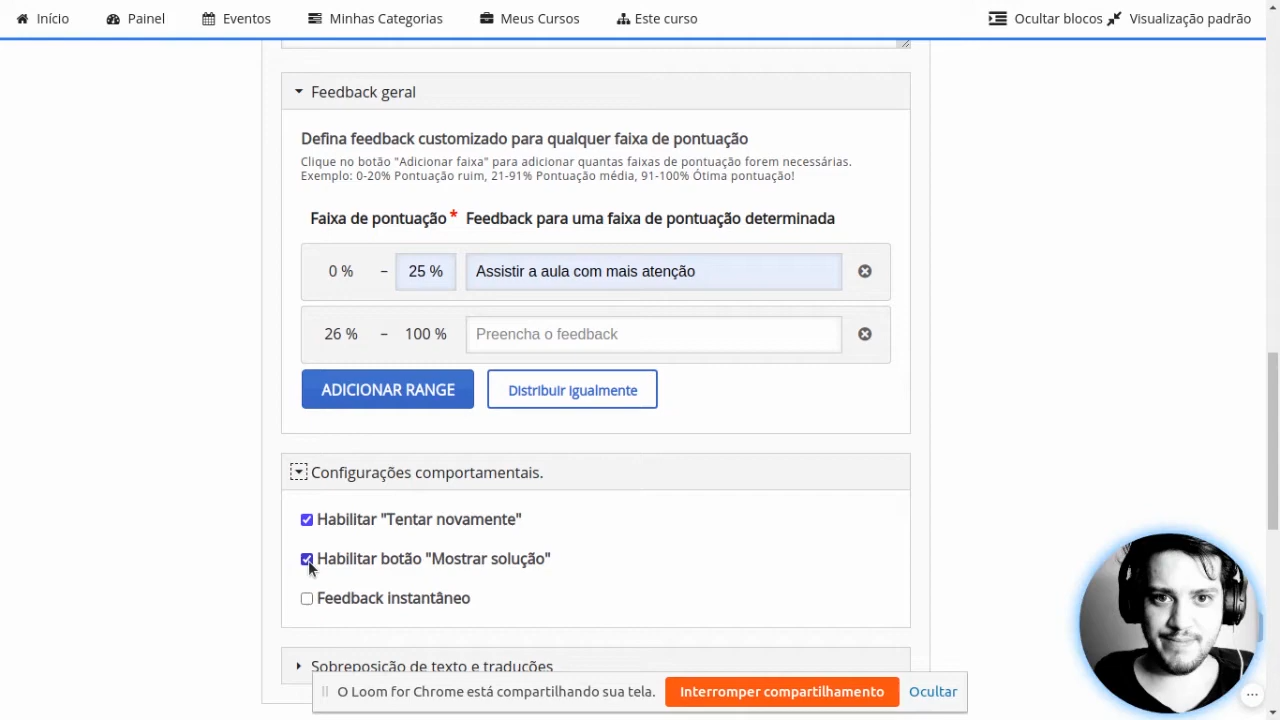 Início Painel Eventos Minhas Categorias Meus Cursos Este curso Ocultar blocos Visualização padrão
Feedback geral
Defina feedback customizado para qualquer faixa de pontuação
Clique no botão "Adicionar faixa" para adicionar quantas faixas de pontuação forem necessárias.
Exemplo: 0-20% Pontuação ruim, 21-91% Pontuação média, 91-100% Ótima pontuação!
Faixa de pontuação * Feedback para uma faixa de pontuação determinada
0 % – 25 % Assistir a aula com mais atenção
26 % – 100 % Preencha o feedback
ADICIONAR RANGE Distribuir igualmente
Configurações comportamentais.
Habilitar "Tentar novamente"
Habilitar botão "Mostrar solução"
Feedback instantâneo
Sobreposição de texto e traduções
O Loom for Chrome está compartilhando sua tela. Interromper compartilhamento Ocultar